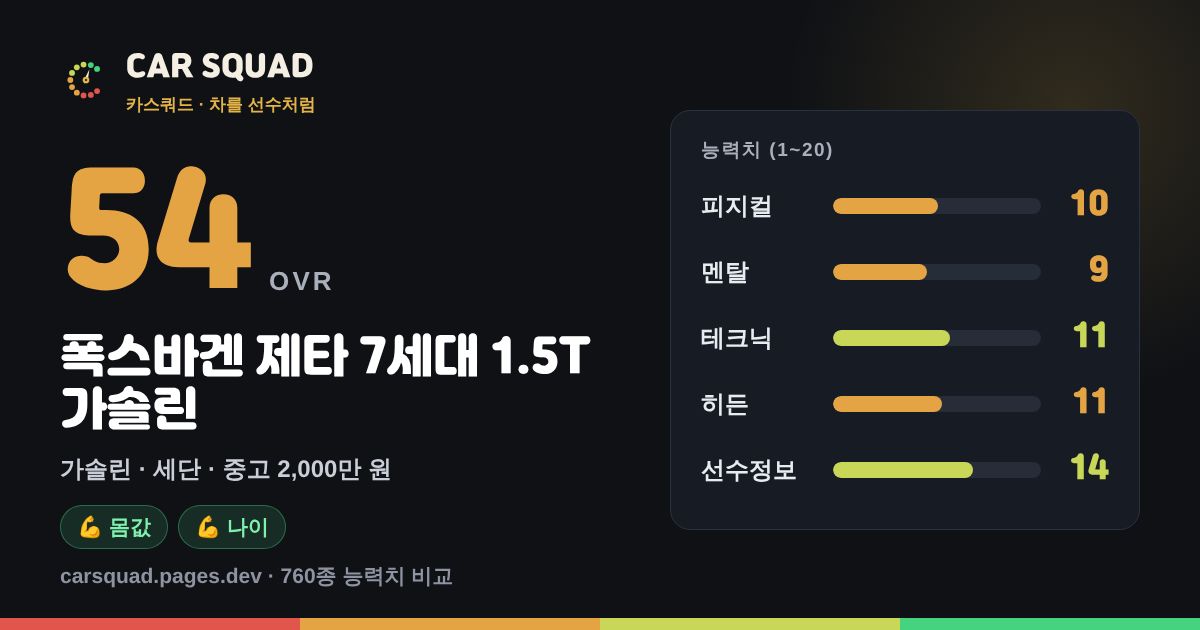 CAR SQUAD
카스쿼드 · 차를 선수처럼
54 OVR
폭스바겐 제타 7세대 1.5T
가솔린
가솔린 · 세단 · 중고 2,000만 원
💪 몸값 💪 나이
carsquad.pages.dev · 760종 능력치 비교
능력치 (1~20)
피지컬 10
멘탈 9
테크닉 11
히든 11
선수정보 14